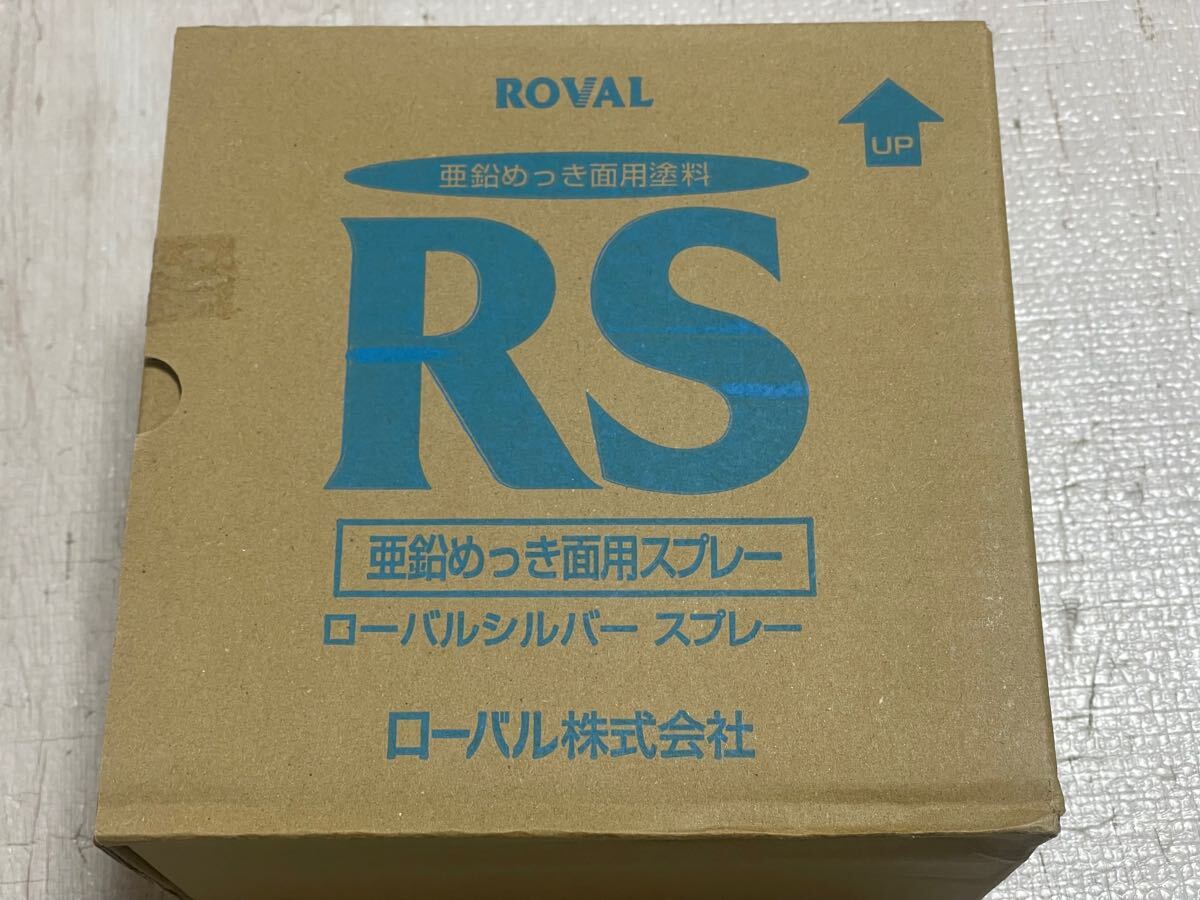 ROVAL
UP
亜鉛めっき面用塗料
RS
亜鉛めっき面用スプレー
ローバルシルバー スプレー
ローバル株式会社